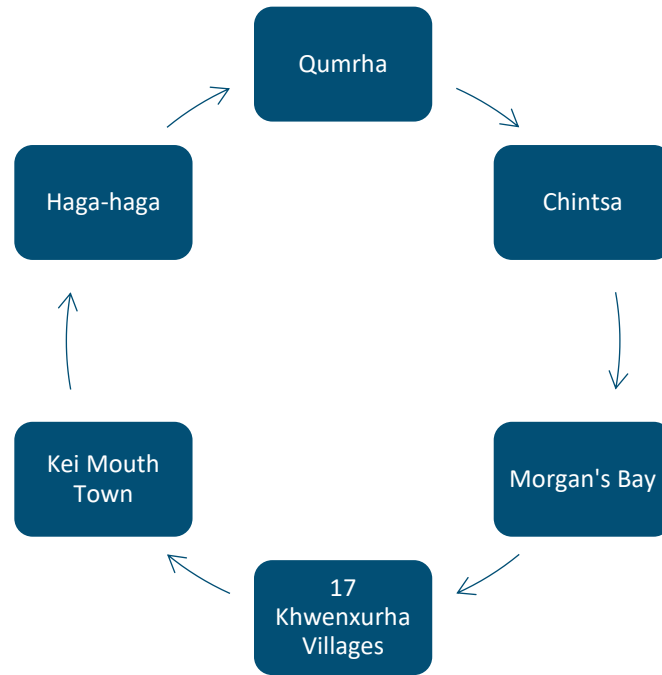 Qumrha
Chintsa
Morgan's Bay
17
Khwenxurha
Villages
Kei Mouth
Town
Haga-haga